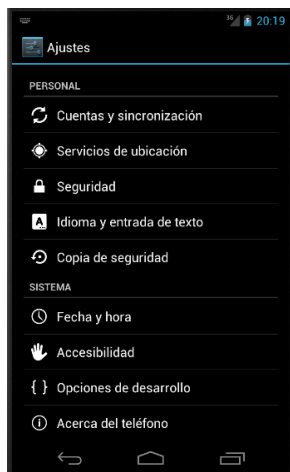 3G 20:19
Ajustes
PERSONAL
Cuentas y sincronización
Servicios de ubicación
Seguridad
A
Idioma y entrada de texto
Copia de seguridad
SISTEMA
Fecha y hora
Accesibilidad
{ } Opciones de desarrollo
Acerca del teléfono